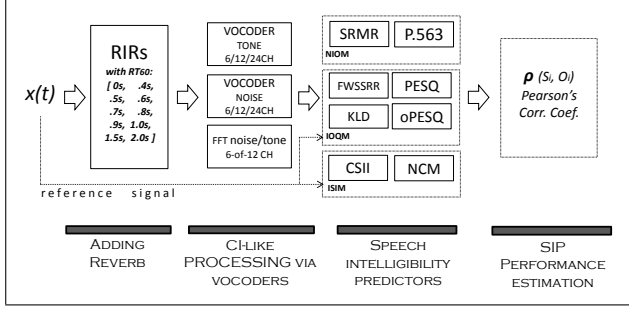 x(t)
RIRs
with RT60:
[ 0s, .4s,
.5s, .6s,
.7s, .8s,
.9s, 1.0s,
1.5s, 2.0s ]
VOCODER
TONE
6/12/24CH
VOCODER
NOISE
6/12/24CH
FFT noise/tone
6-of-12 CH
SRMR P.563
NIOM
FWSSRR PESQ
KLD oPESQ
IOQM
CSII NCM
ISIM
ρ (Si, Oi)
Pearson's
Corr. Coef.
reference signal
ADDING
REVERB
CI-LIKE
PROCESSING VIA
VOCODERS
SPEECH
INTELLIGIBILITY
PREDICTORS
SIP
PERFORMANCE
ESTIMATION